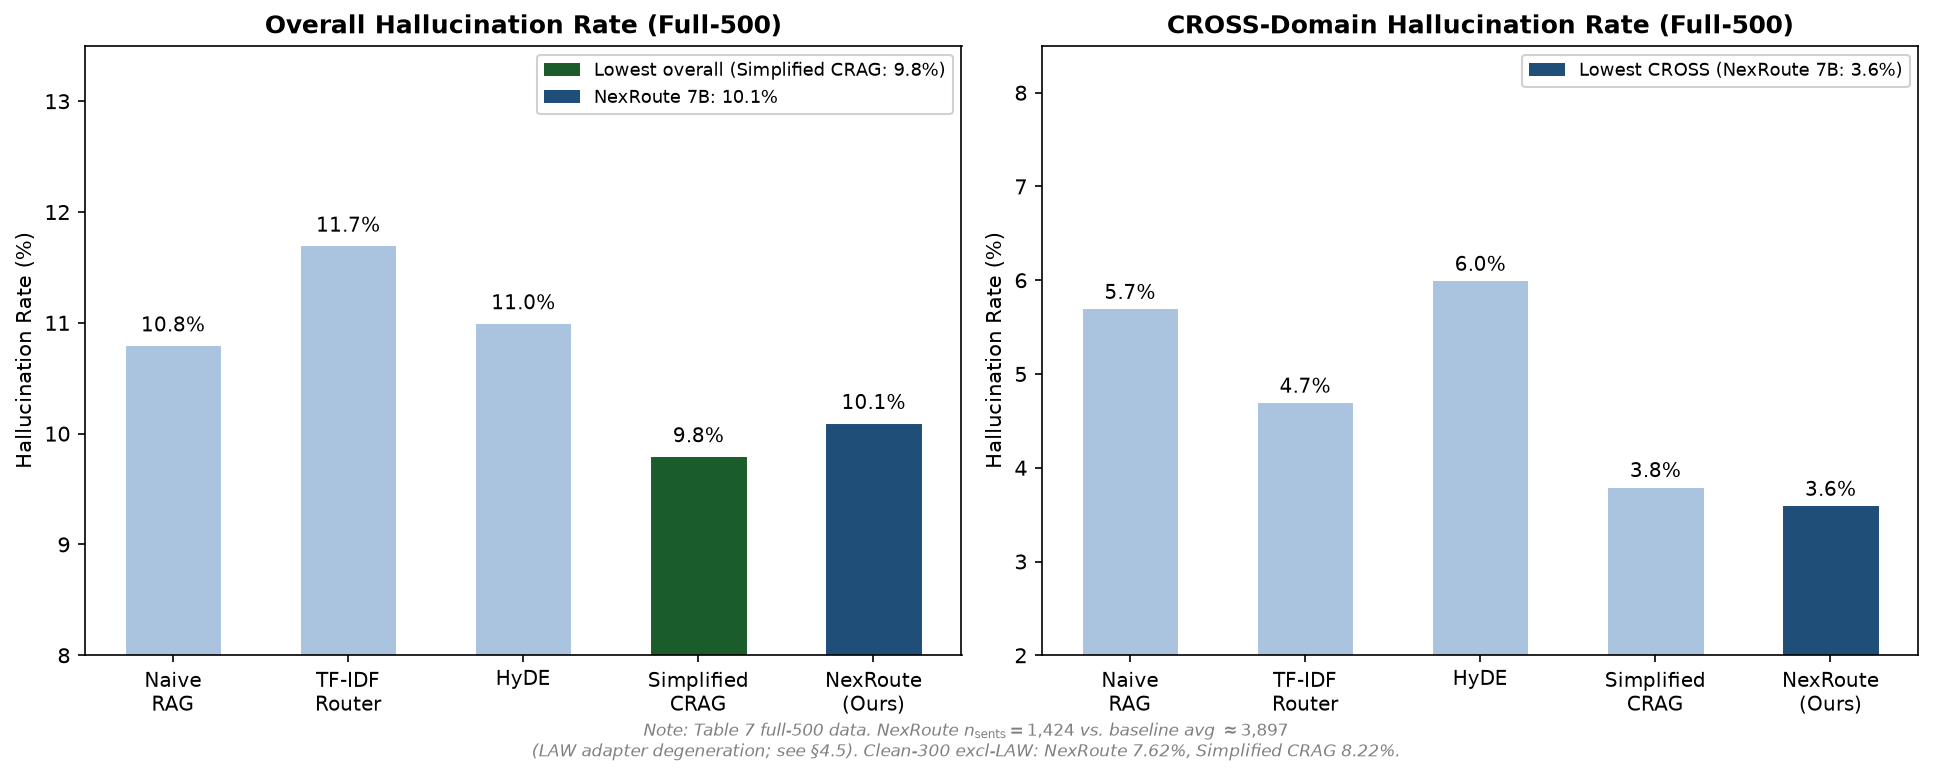 Overall Hallucination Rate (Full-500)
Lowest overall (Simplified CRAG: 9.8%)
NexRoute 7B: 10.1%
Hallucination Rate (%)
13
12
11
10
9
8
10.8%
11.7%
11.0%
9.8%
10.1%
Naive
RAG
TF-IDF
Router
HyDE
Simplified
CRAG
NexRoute
(Ours)
CROSS-Domain Hallucination Rate (Full-500)
Lowest CROSS (NexRoute 7B: 3.6%)
Hallucination Rate (%)
8
7
6
5
4
3
2
5.7%
4.7%
6.0%
3.8%
3.6%
Naive
RAG
TF-IDF
Router
HyDE
Simplified
CRAG
NexRoute
(Ours)
Note: Table 7 full-500 data. NexRoute n_sents = 1,424 vs. baseline avg ≈ 3,897
(LAW adapter degeneration; see §4.5). Clean-300 excl-LAW: NexRoute 7.62%, Simplified CRAG 8.22%.